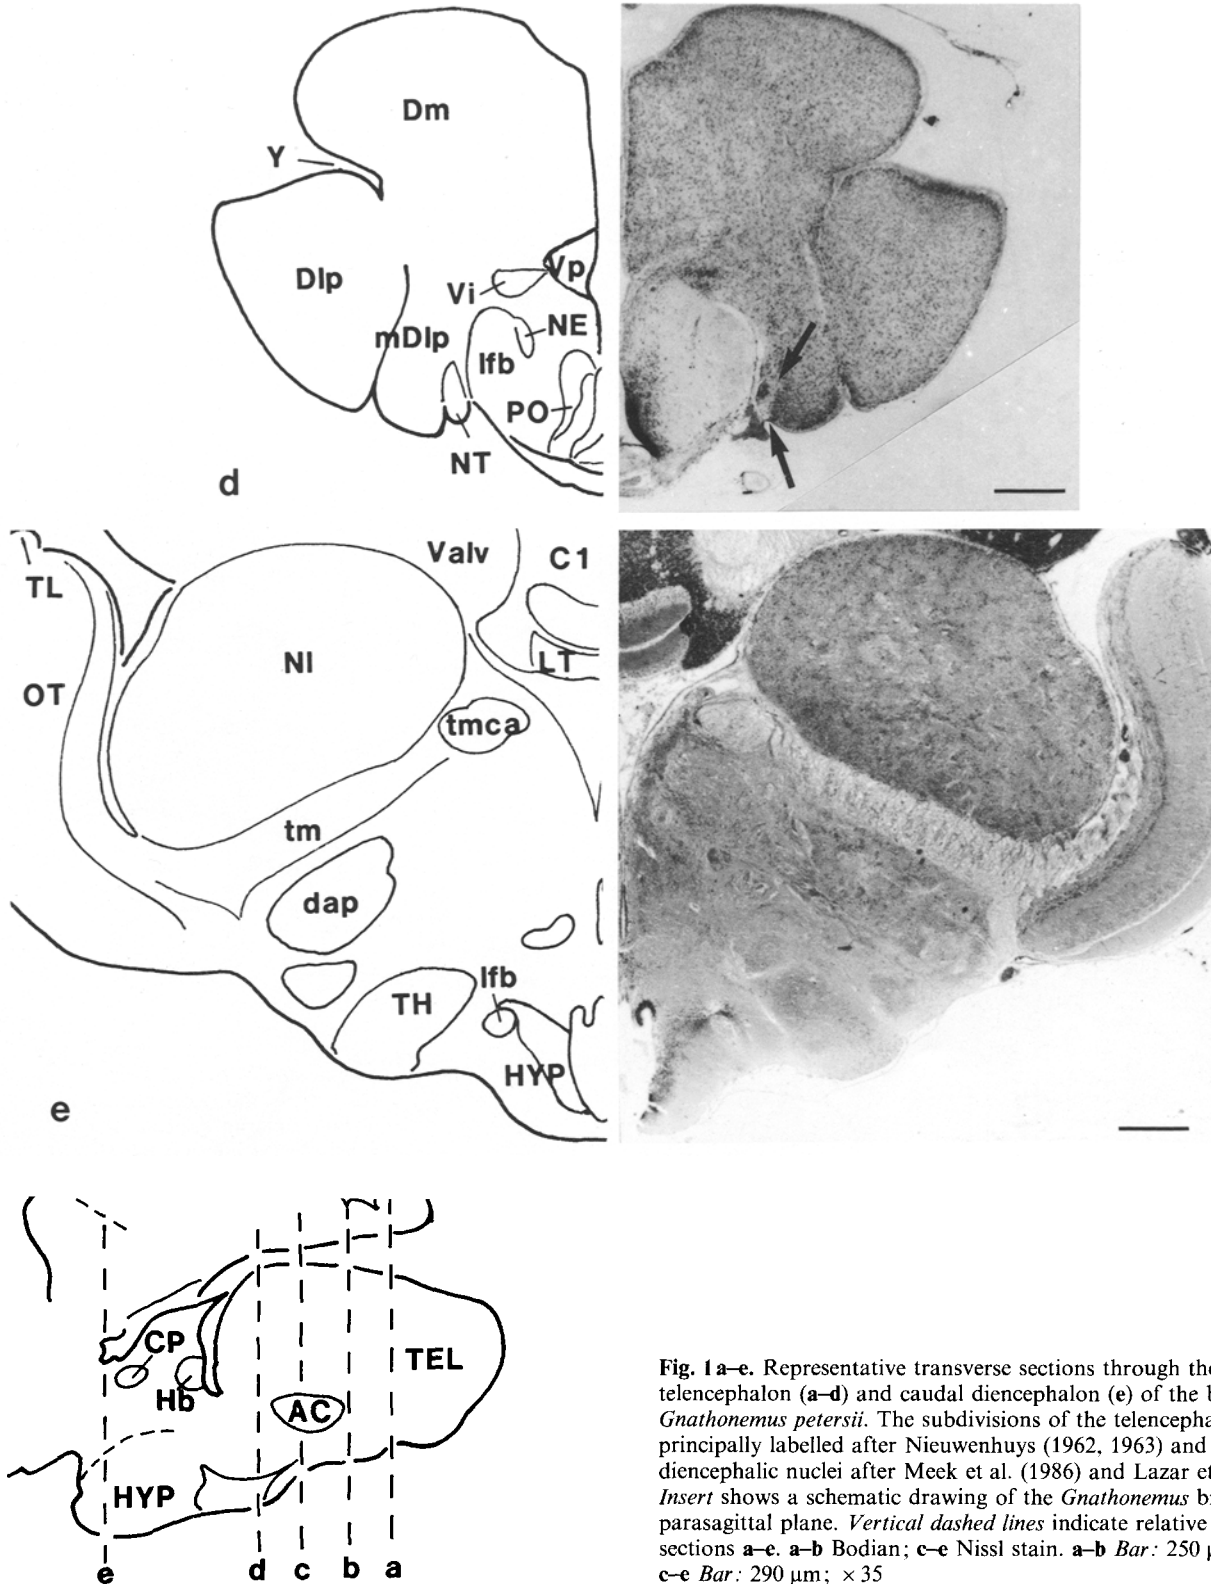 Dm
Y
Dlp
Vp
Vi
NE
mDlp
lfb
PO
NT
d
Valv
C1
TL
Nl
LT
OT
tmca
tm
dap
lfb
TH
HYP
e
CP
TEL
Hb
AC
HYP
e d c b a
Fig. 1a–e. Representative transverse sections through the
telencephalon (a–d) and caudal diencephalon (e) of the b
Gnathonemus petersii. The subdivisions of the telencepha
principally labelled after Nieuwenhuys (1962, 1963) and
diencephalic nuclei after Meek et al. (1986) and Lazar et
Insert shows a schematic drawing of the Gnathonemus b
parasagittal plane. Vertical dashed lines indicate relative
sections a–e. a–b Bodian; c–e Nissl stain. a–b Bar: 250 μ
c–e Bar: 290 μm; × 35